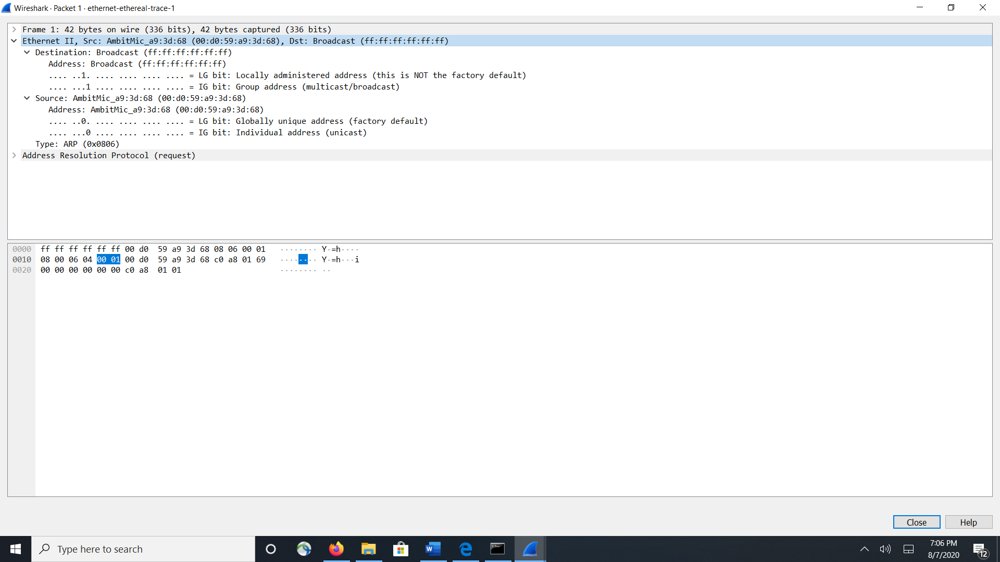 Wireshark · Packet 1 · ethernet-ethereal-trace-1
Frame 1: 42 bytes on wire (336 bits), 42 bytes captured (336 bits)
Ethernet II, Src: AmbitMic_a9:3d:68 (00:d0:59:a9:3d:68), Dst: Broadcast (ff:ff:ff:ff:ff:ff)
Destination: Broadcast (ff:ff:ff:ff:ff:ff)
Address: Broadcast (ff:ff:ff:ff:ff:ff)
.... ..1. .... .... .... .... = LG bit: Locally administered address (this is NOT the factory default)
.... ...1 .... .... .... .... = IG bit: Group address (multicast/broadcast)
Source: AmbitMic_a9:3d:68 (00:d0:59:a9:3d:68)
Address: AmbitMic_a9:3d:68 (00:d0:59:a9:3d:68)
.... ..0. .... .... .... .... = LG bit: Globally unique address (factory default)
.... ...0 .... .... .... .... = IG bit: Individual address (unicast)
Type: ARP (0x0806)
Address Resolution Protocol (request)
0000 ff ff ff ff ff ff 00 d0 59 a9 3d 68 08 06 00 01 ········ Y·=h····
0010 08 00 06 04 00 01 00 d0 59 a9 3d 68 c0 a8 01 69 ········ Y·=h···i
0020 00 00 00 00 00 00 c0 a8 01 01 ········ ··
Close Help
Type here to search
7:06 PM
8/7/2020
12